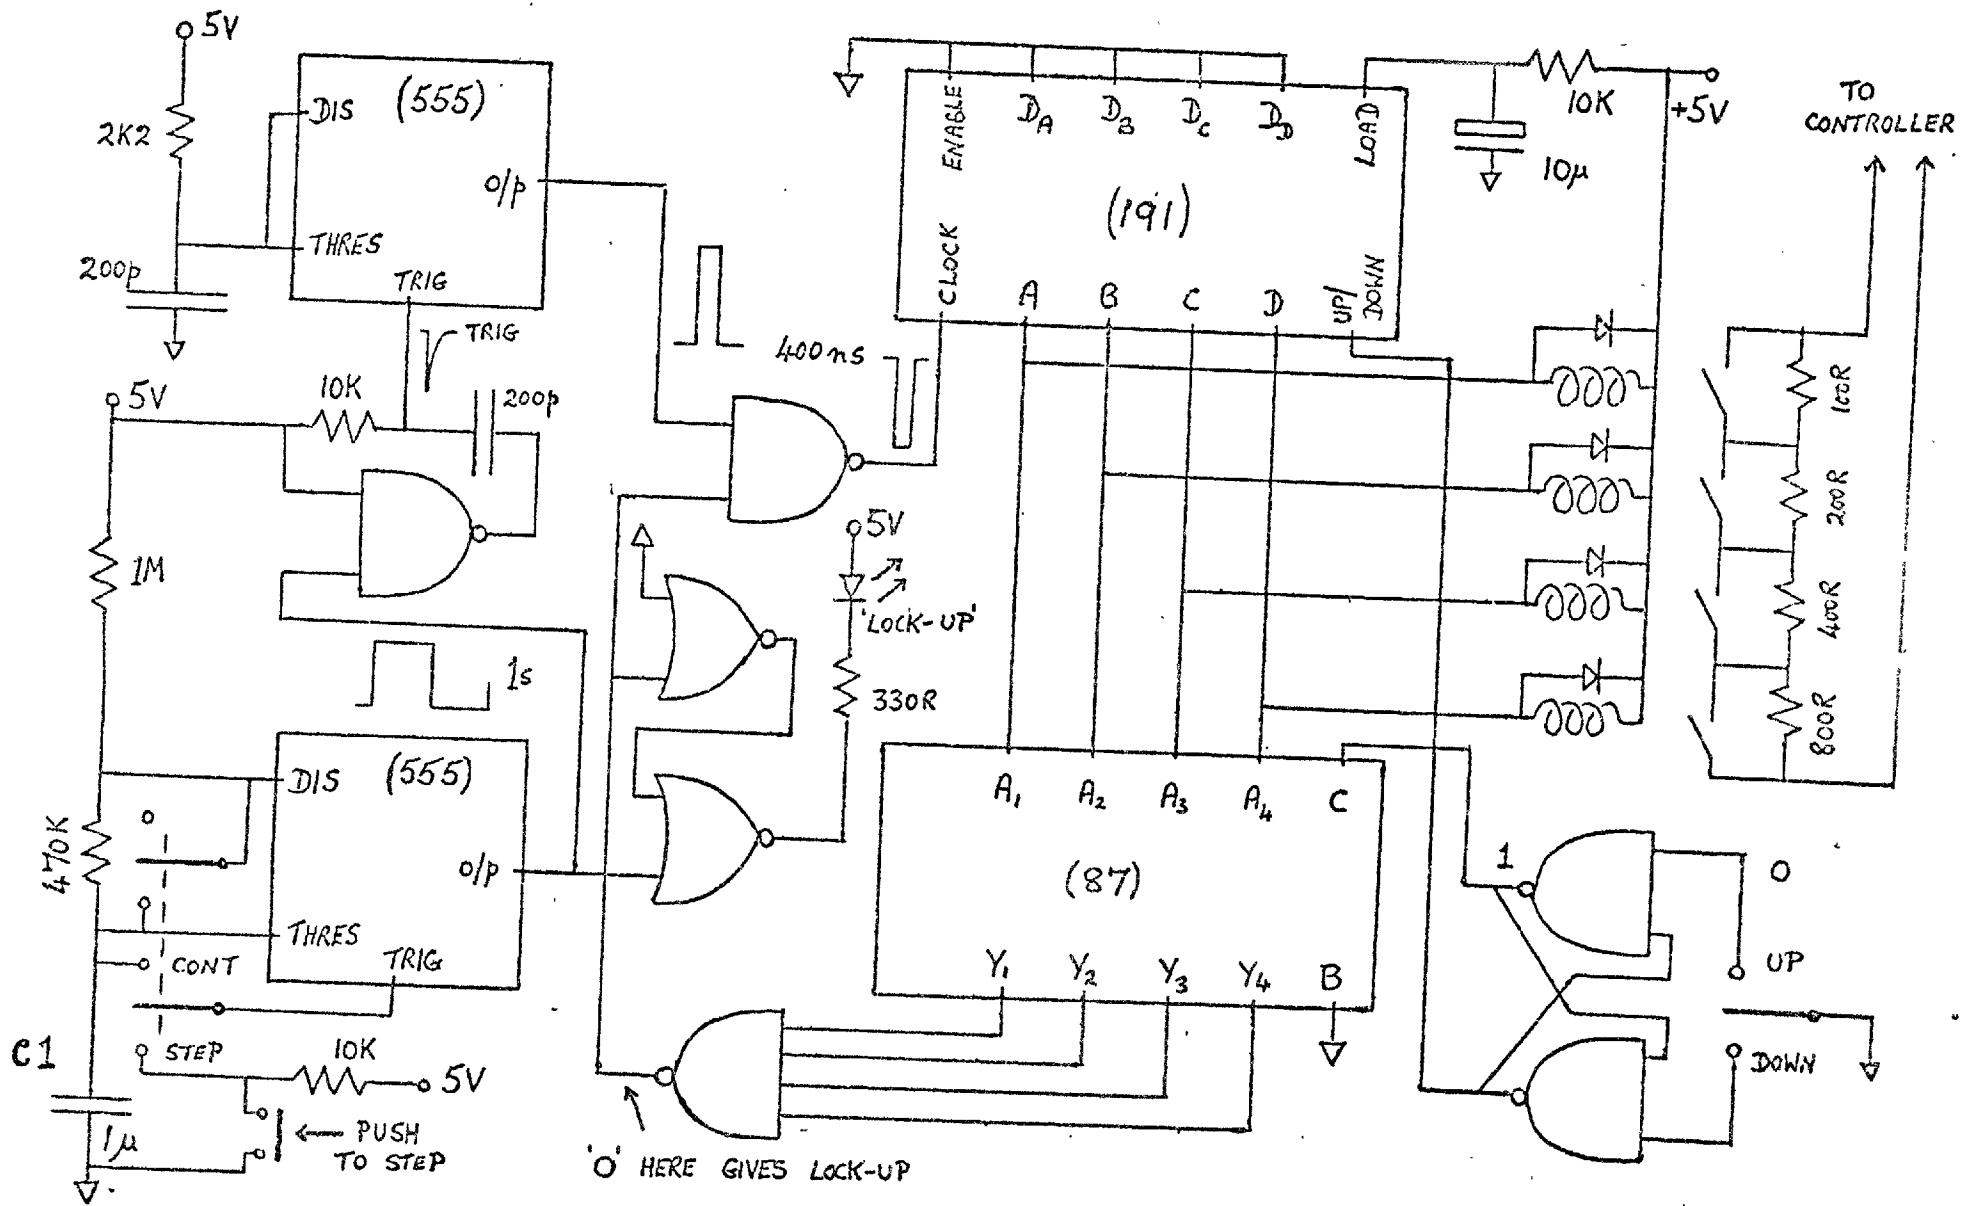 5V
2K2
200p
DIS
(555)
O/P
THRES
TRIG
TRIG
5V
10K
200p
1M
1s
DIS
(555)
O/P
THRES
TRIG
470K
CONT
STEP
C1
1μ
10K
5V
PUSH
TO STEP
400ns
5V
'LOCK-UP'
330R
'O' HERE GIVES LOCK-UP
ENABLE
DA
DB
DC
DD
LOAD
(191)
CLOCK
A
B
C
D
UP/
DOWN
10K
+5V
10μ
TO
CONTROLLER
100R
200R
400R
800R
A1
A2
A3
A4
C
(87)
Y1
Y2
Y3
Y4
B
1
O
UP
DOWN